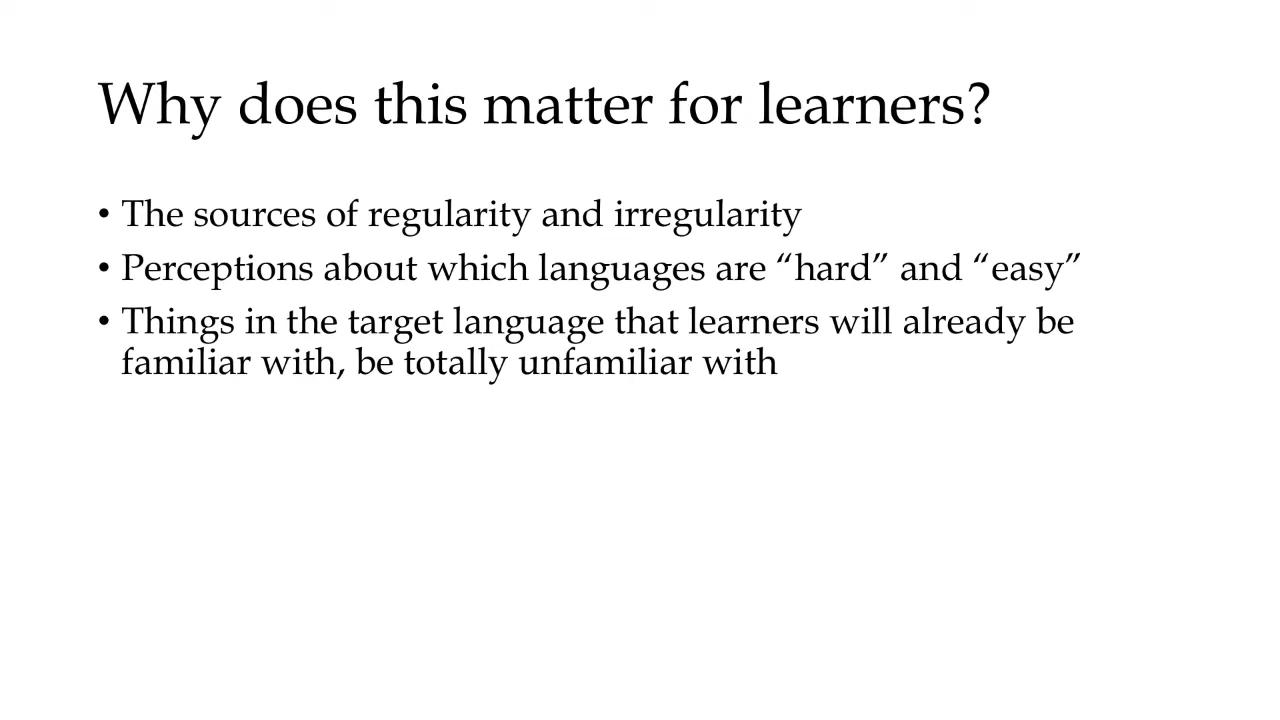 Why does this matter for learners?
• The sources of regularity and irregularity
• Perceptions about which languages are “hard” and “easy”
• Things in the target language that learners will already be
familiar with, be totally unfamiliar with